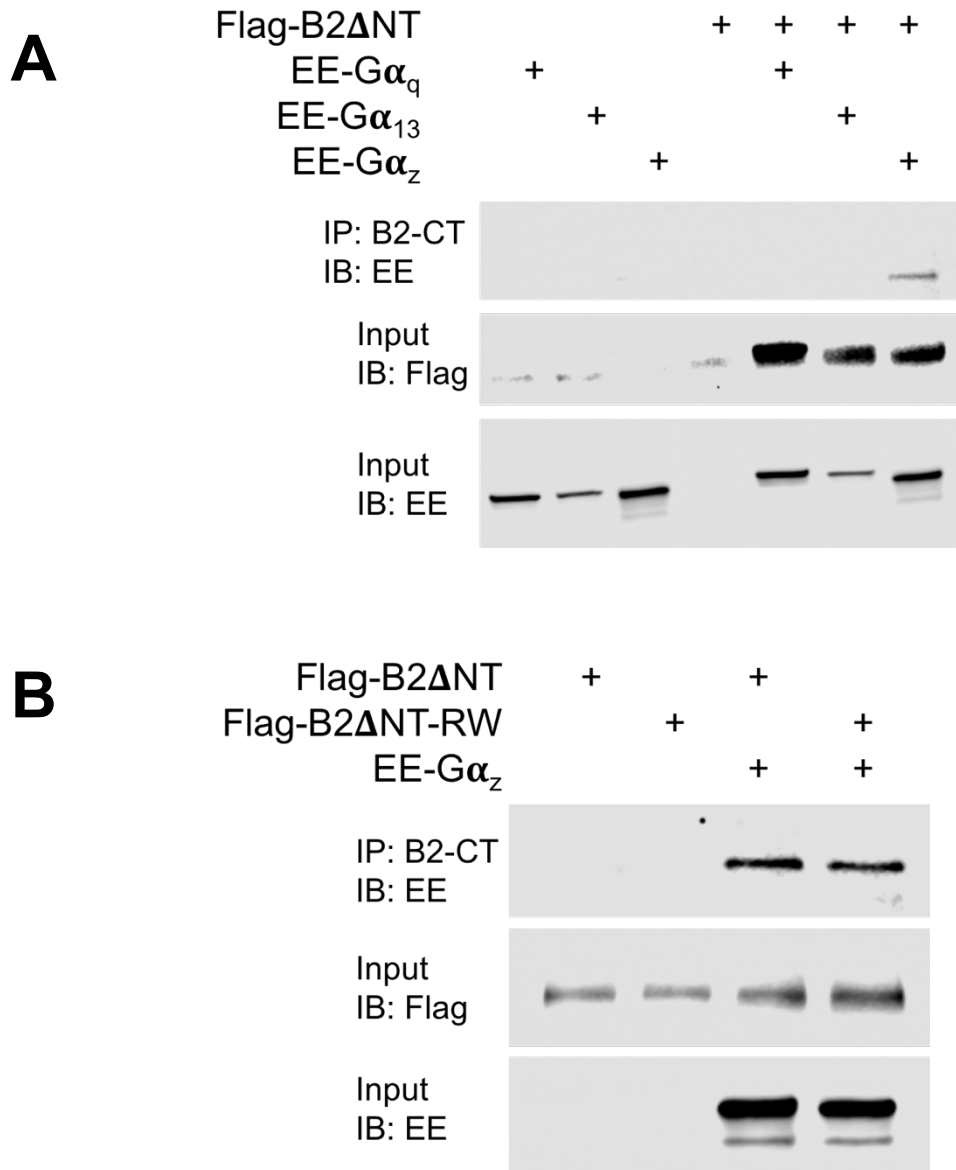 A
Flag-B2ΔNT + + + +
EE-Gαq + +
EE-Gα13 + +
EE-Gαz + +
IP: B2-CT
IB: EE
Input
IB: Flag
Input
IB: EE
B
Flag-B2ΔNT + +
Flag-B2ΔNT-RW + +
EE-Gαz + +
IP: B2-CT
IB: EE
Input
IB: Flag
Input
IB: EE